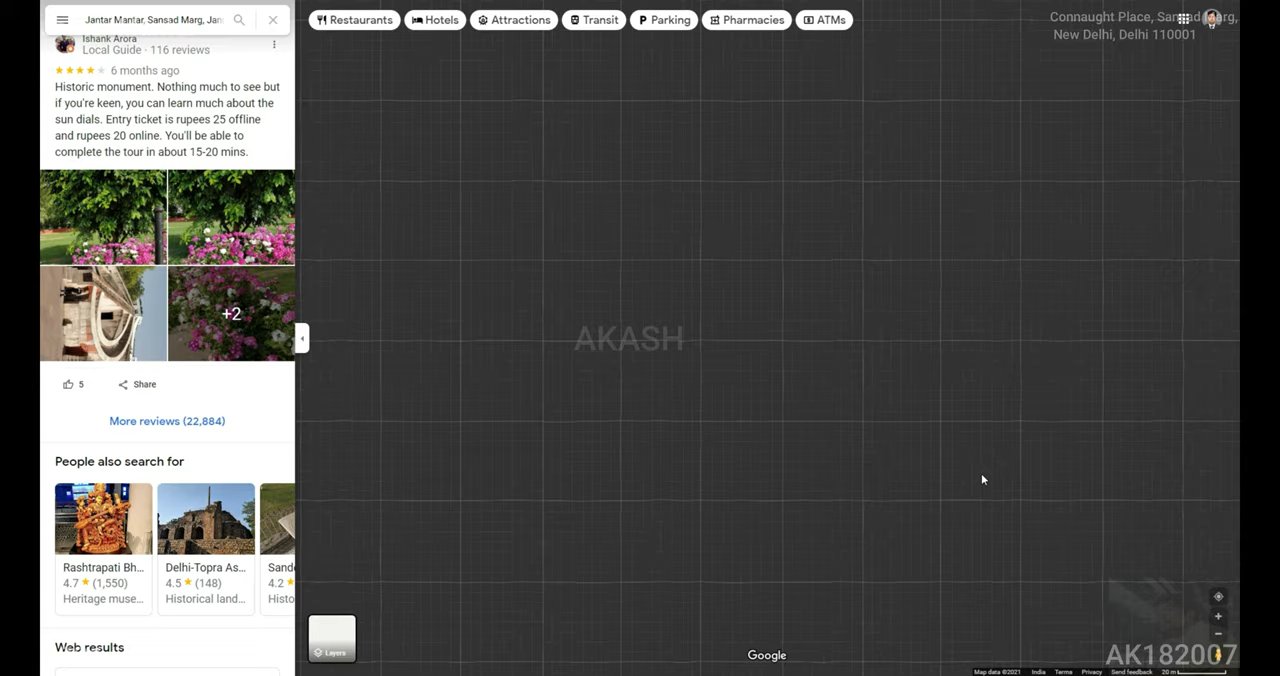 Jantar Mantar, Sansad Marg, Jan
Restaurants
Hotels
Attractions
Transit
Parking
Pharmacies
ATMs
Connaught Place, Sansad Marg,
New Delhi, Delhi 110001
Ishank Arora
Local Guide · 116 reviews
6 months ago
Historic monument. Nothing much to see but
if you're keen, you can learn much about the
sun dials. Entry ticket is rupees 25 offline
and rupees 20 online. You'll be able to
complete the tour in about 15-20 mins.
+2
5
Share
More reviews (22,884)
People also search for
Rashtrapati Bh...
4.7 ★ (1,550)
Heritage muse...
Delhi-Topra As...
4.5 ★ (148)
Historical land...
Sand
4.2 ★
Histo
Web results
AKASH
Layers
Google
AK182007
Map data ©2021 India Terms Privacy Send feedback 20 m